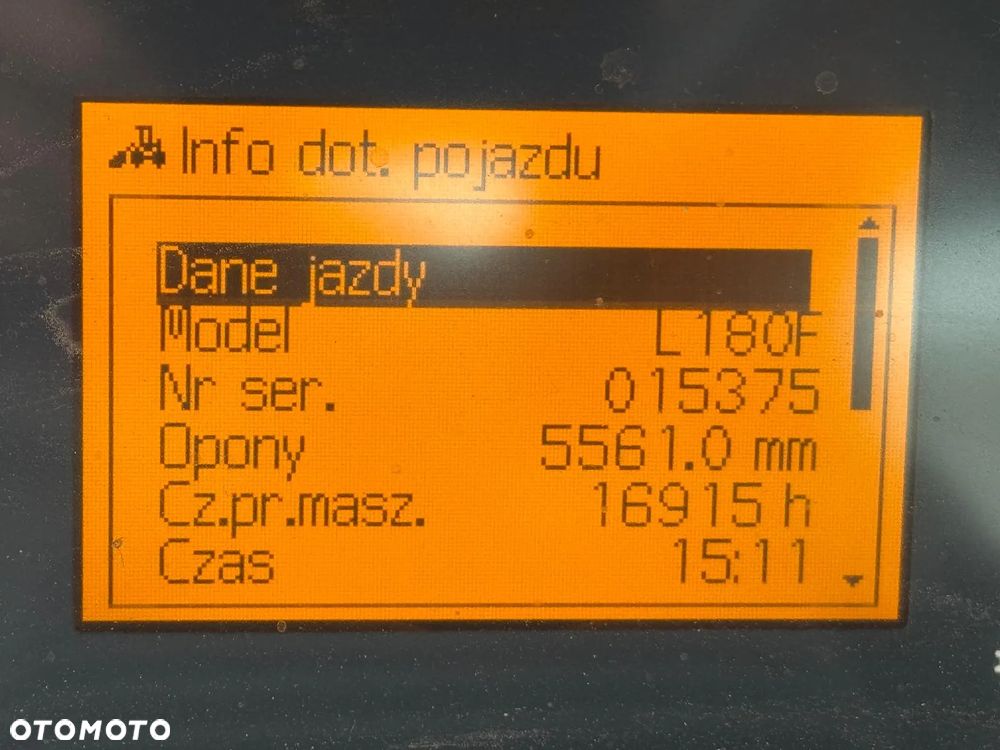 Info dot. pojazdu
Dane jazdy
Model L180F
Nr ser. 015375
Opony 5561.0 mm
Cz.pr.masz. 16915 h
Czas 15:11
OTOMOTO